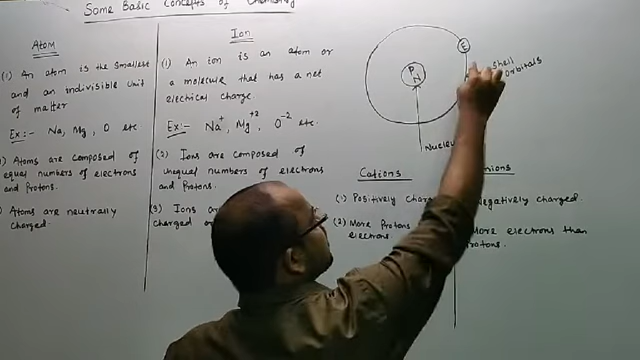 Some Basic Concepts of Chemistry
Atom
(1) An atom is the smallest
and an indivisible unit
of matter
Ex:- Na, Mg, O etc
) Atoms are composed of
equal numbers of electrons
and Protons.
) Atoms are neutrally
charged.
Ion
(1) An ion is an atom or
a molecule that has a net
electrical charge.
Ex:- Na+, Mg+2, O-2 etc.
(2) Ions are composed of
unequal numbers of electrons
and protons.
(3) Ions
charged
E
P
N
shell
orbitals
Cations
(1.) Positively
(2) More Protons
electrons
Negatively charged.
More electrons than